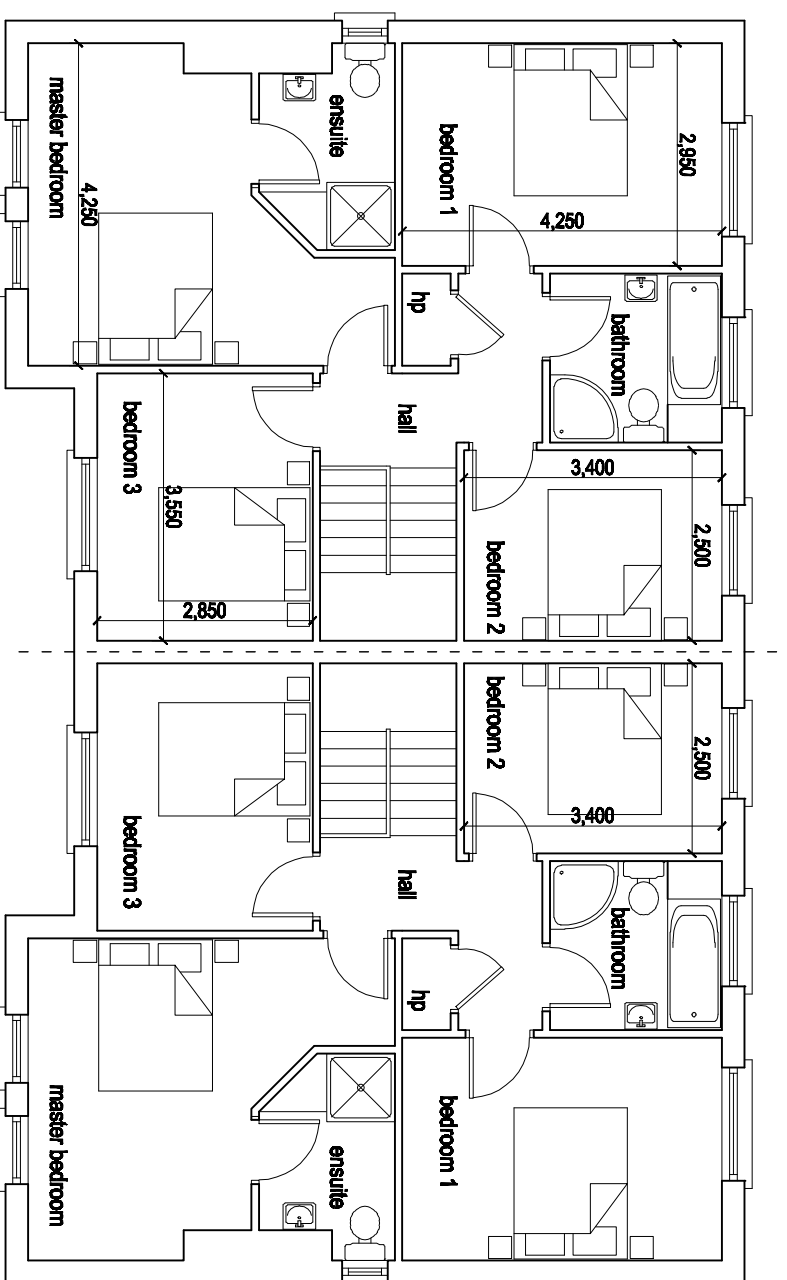 master bedroom
4,250
ensuite
bedroom 1
4,250
2,950
hp
bathroom
hall
bedroom 3
3,550
2,850
3,400
2,500
bedroom 2
bedroom 2
2,500
3,400
bedroom 3
hall
bathroom
hp
master bedroom
ensuite
bedroom 1